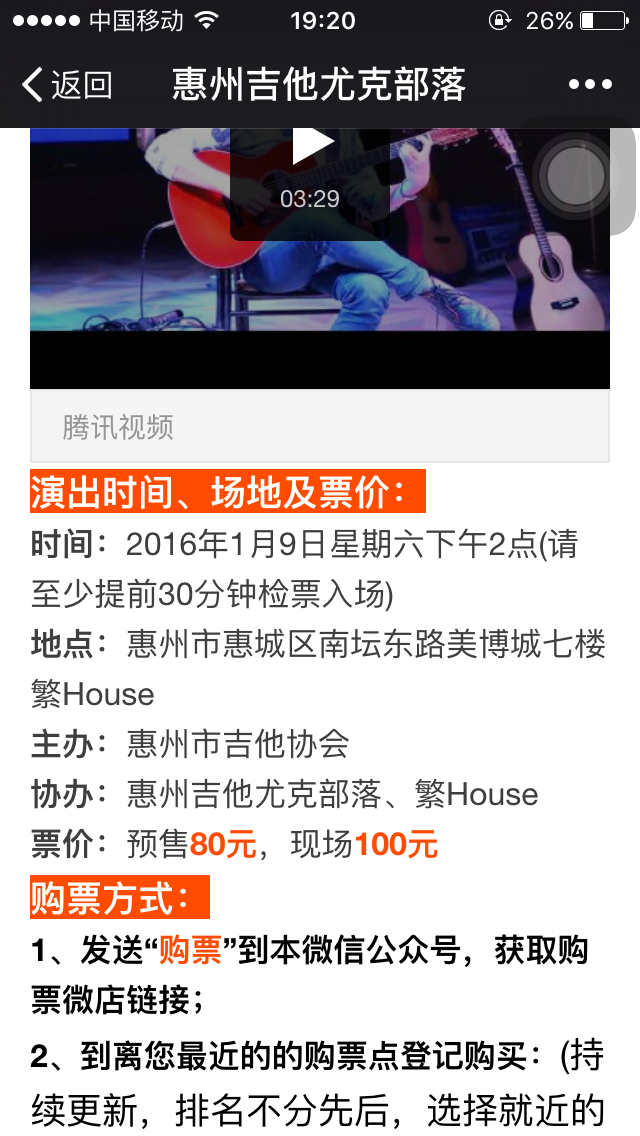 中国移动 19:20 26%
返回 惠州吉他尤克部落
03:29
腾讯视频
演出时间、场地及票价：
时间：2016年1月9日星期六下午2点(请
至少提前30分钟检票入场)
地点：惠州市惠城区南坛东路美博城七楼
繁House
主办：惠州市吉他协会
协办：惠州吉他尤克部落、繁House
票价：预售80元，现场100元
购票方式：
1、发送“购票”到本微信公众号，获取购
票微店链接；
2、到离您最近的的购票点登记购买：(持
续更新，排名不分先后，选择就近的